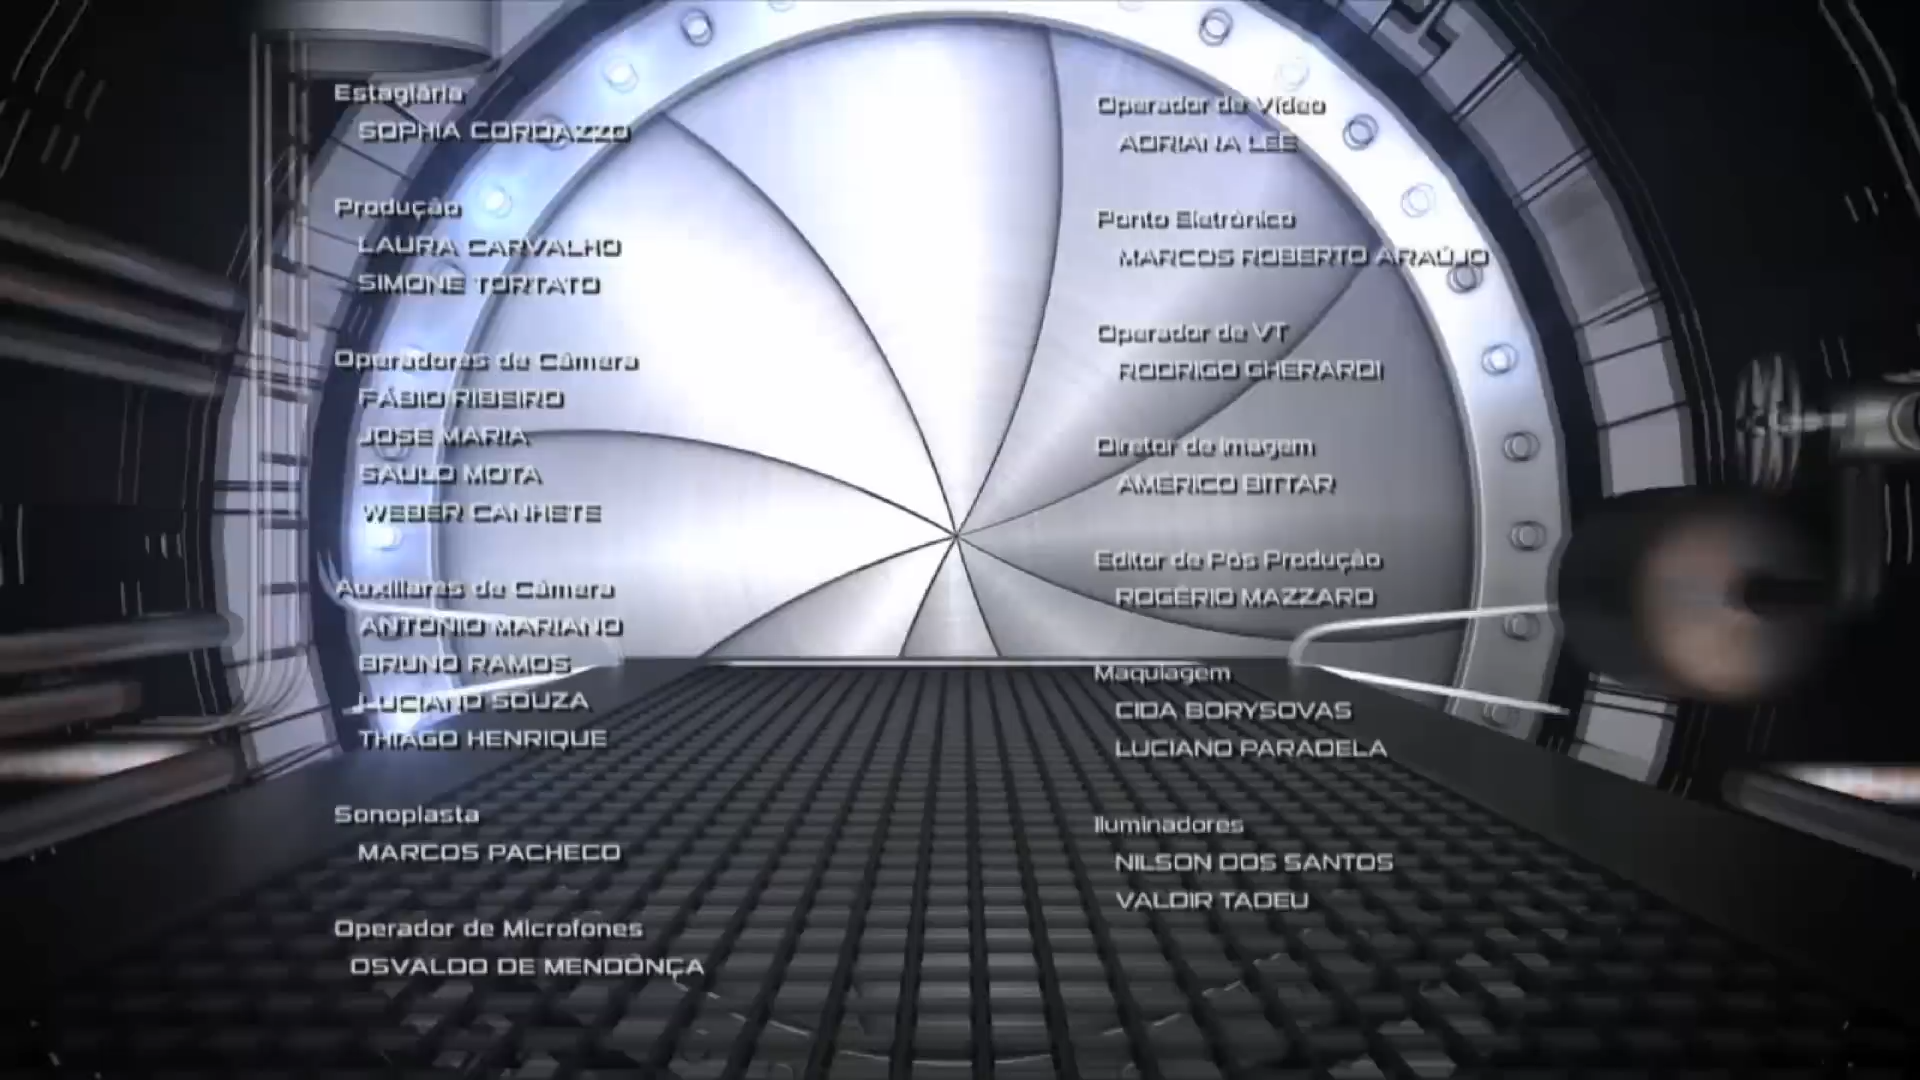 Estagiária
SOPHIA CORDAZZO
Produção
LAURA CARVALHO
SIMONE TORTATO
Operadores de Câmera
FÁBIO RIBEIRO
JOSE MARIA
SAULO MOTA
WEBER CANHETE
Auxiliares de Câmera
ANTONIO MARIANO
BRUNO RAMOS
LUCIANO SOUZA
THIAGO HENRIQUE
Sonoplasta
MARCOS PACHECO
Operador de Microfones
OSVALDO DE MENDONÇA
Operador de Vídeo
ADRIANA LEE
Ponto Eletrônico
MARCOS ROBERTO ARAÚJO
Operador de VT
RODRIGO GHERARDI
Diretor de Imagem
AMÉRICO BITTAR
Editor de Pós Produção
ROGÉRIO MAZZARO
Maquiagem
CIDA BORYSOVAS
LUCIANO PARADELA
Iluminadores
NILSON DOS SANTOS
VALDIR TADEU